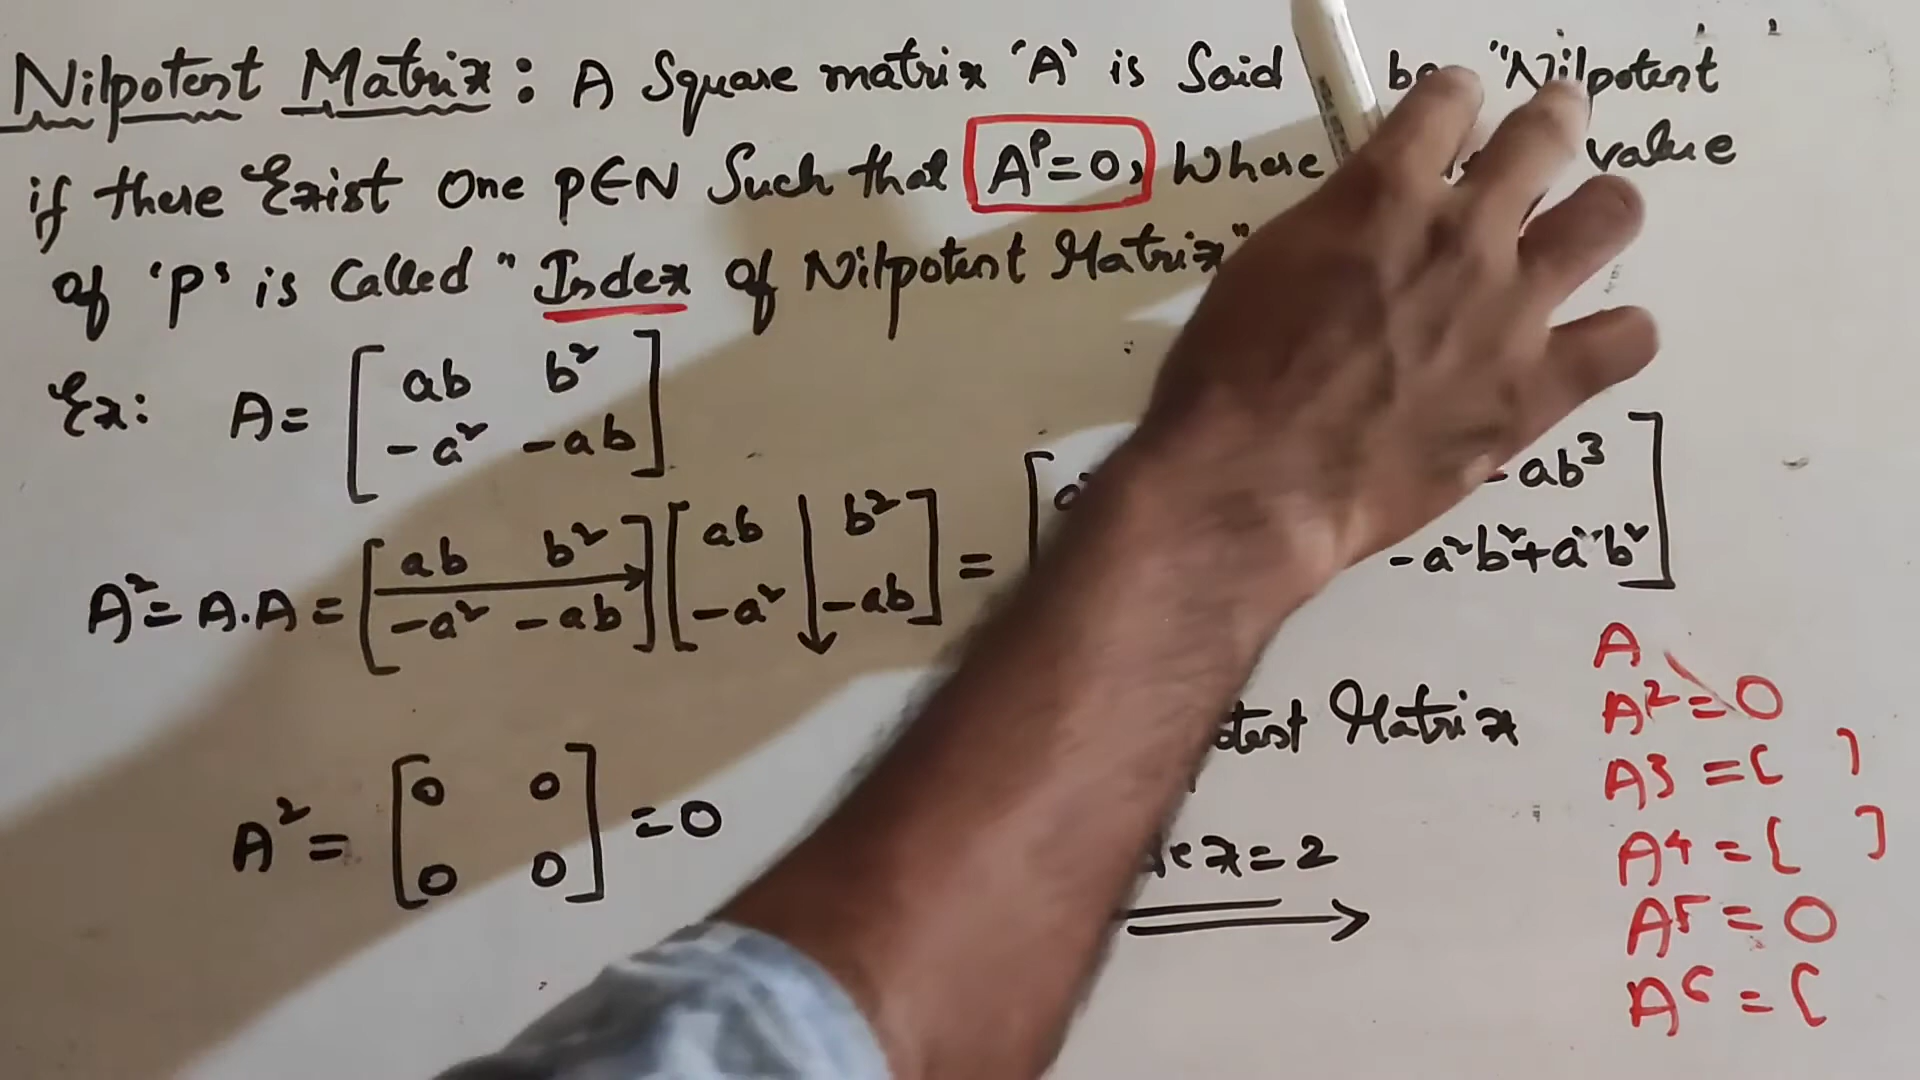 Nilpotent Matrix: A Square matrix 'A' is Said be "Nilpotent
if there Exist One p∈N Such that A^p=0, Where value
of 'P' is Called "Index of Nilpotent Matrix"
Ex: A= [ab b²
-a² -ab]
A²= A.A = [ab b² -a² -ab] [ab b² -a² -ab] = [ - ab³
-a²b²+a²b²]
A
A²=0
otent Matrix
A3 =[ ]
A² = [0 0
0 0] =0
A4 =[ ]
dex=2
A5 = 0
A6 = [